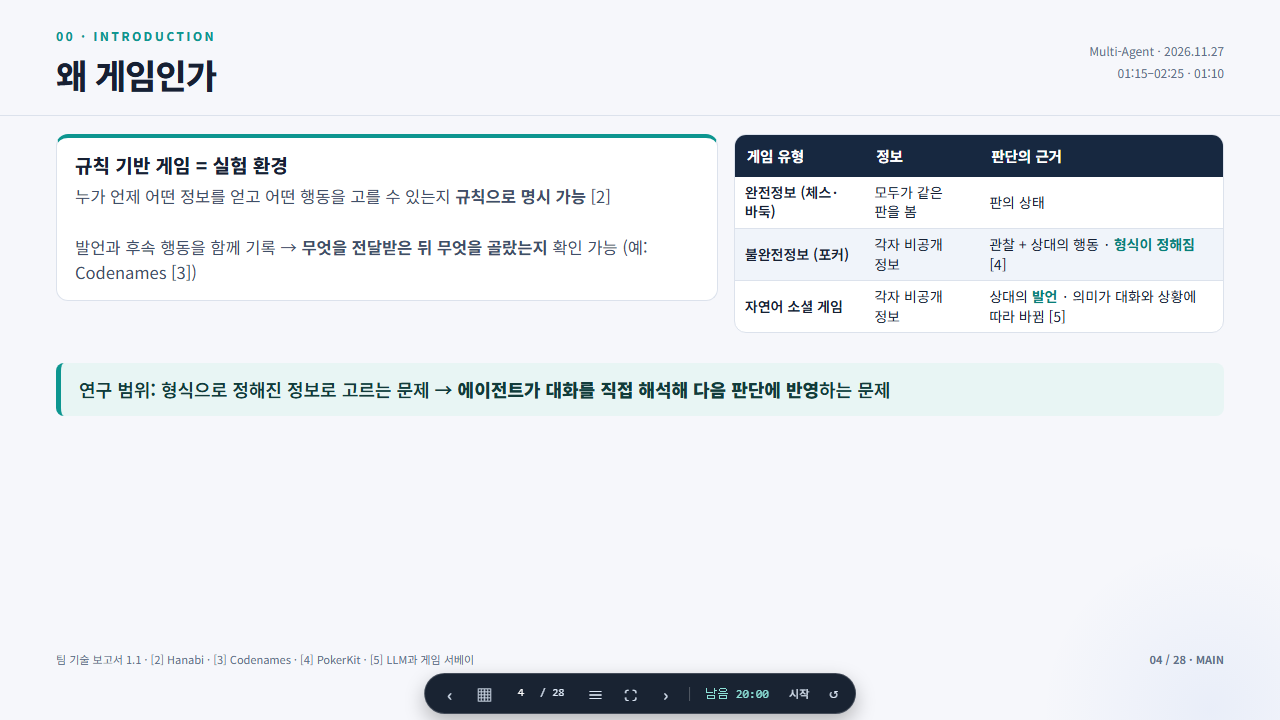 00 · INTRODUCTION
왜 게임인가
Multi-Agent · 2026.11.27
01:15–02:25 · 01:10
규칙 기반 게임 = 실험 환경
누가 언제 어떤 정보를 얻고 어떤 행동을 고를 수 있는지 규칙으로 명시 가능 [2]
발언과 후속 행동을 함께 기록 → 무엇을 전달받은 뒤 무엇을 골랐는지 확인 가능 (예:
Codenames [3])
게임 유형 정보 판단의 근거
완전정보 (체스·
바둑)
모두가 같은
판을 봄
판의 상태
불완전정보 (포커)
각자 비공개
정보
관찰 + 상대의 행동 · 형식이 정해짐
[4]
자연어 소셜 게임
각자 비공개
정보
상대의 발언 · 의미가 대화와 상황에
따라 바뀜 [5]
연구 범위: 형식으로 정해진 정보로 고르는 문제 → 에이전트가 대화를 직접 해석해 다음 판단에 반영하는 문제
팀 기술 보고서 1.1 · [2] Hanabi · [3] Codenames · [4] PokerKit · [5] LLM과 게임 서베이
04 / 28 · MAIN
‹ 4 / 28 › 남음 20:00 시작 ↺